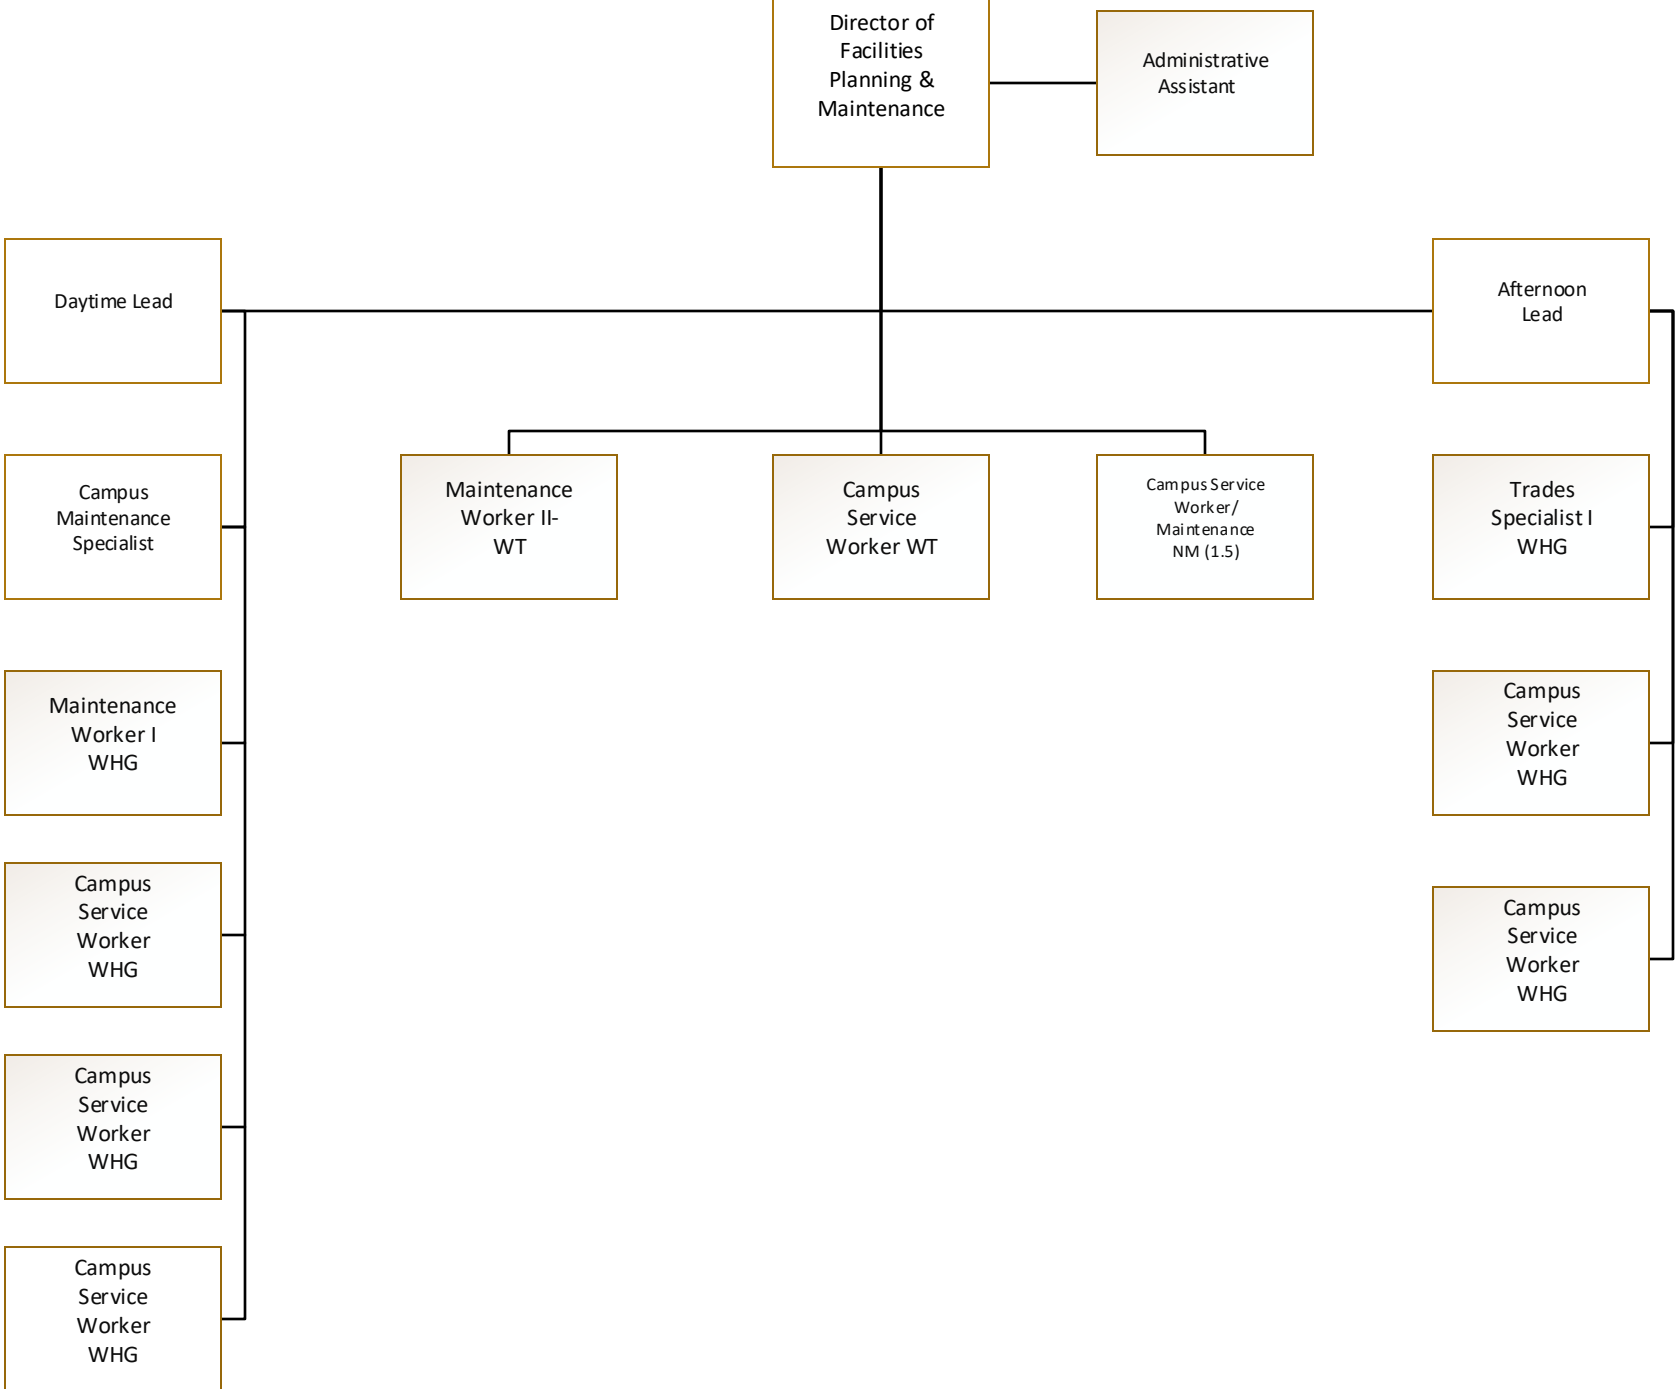 Director of
Facilities
Planning &
Maintenance
Administrative
Assistant
Daytime Lead
Afternoon
Lead
Campus
Maintenance
Specialist
Maintenance
Worker II-
WT
Campus
Service
Worker WT
Campus Service
Worker/
Maintenance
NM (1.5)
Trades
Specialist I
WHG
Maintenance
Worker I
WHG
Campus
Service
Worker
WHG
Campus
Service
Worker
WHG
Campus
Service
Worker
WHG
Campus
Service
Worker
WHG
Campus
Service
Worker
WHG